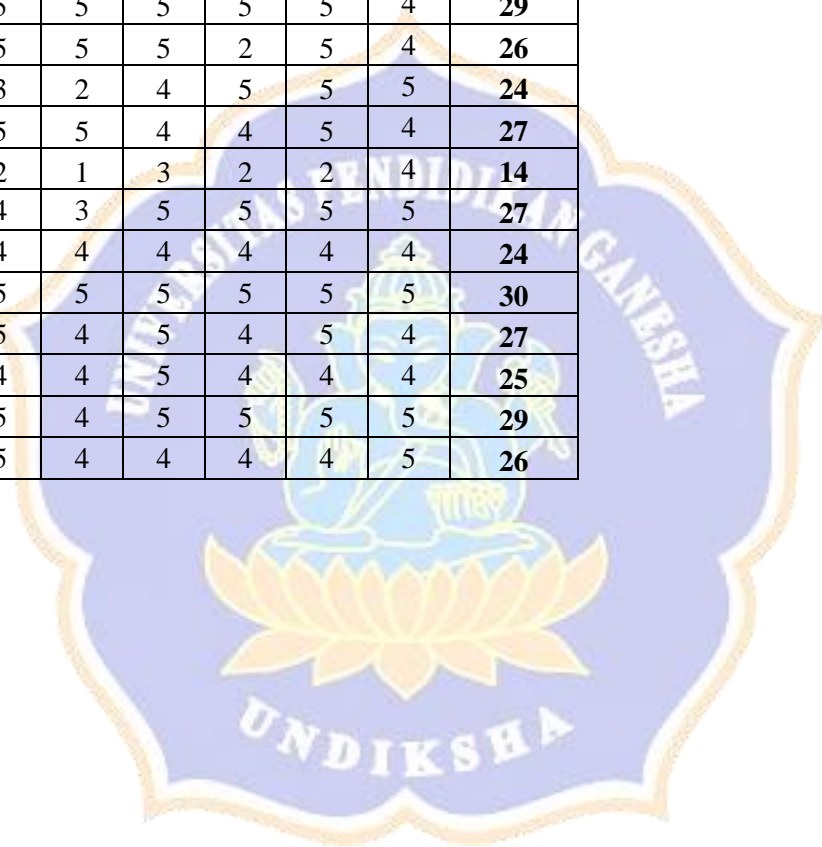 5 5 5 5 5 4 29
5 5 5 2 5 4 26
3 2 4 5 5 5 24
5 5 4 4 5 4 27
2 1 3 2 2 4 14
4 3 5 5 5 5 27
4 4 4 4 4 4 24
5 5 5 5 5 5 30
5 4 5 4 5 4 27
4 4 5 4 4 4 25
5 4 5 5 5 5 29
5 4 4 4 4 5 26
UNIVERSITAS PENDIDIKAN GANESHA
UNDIKSHA